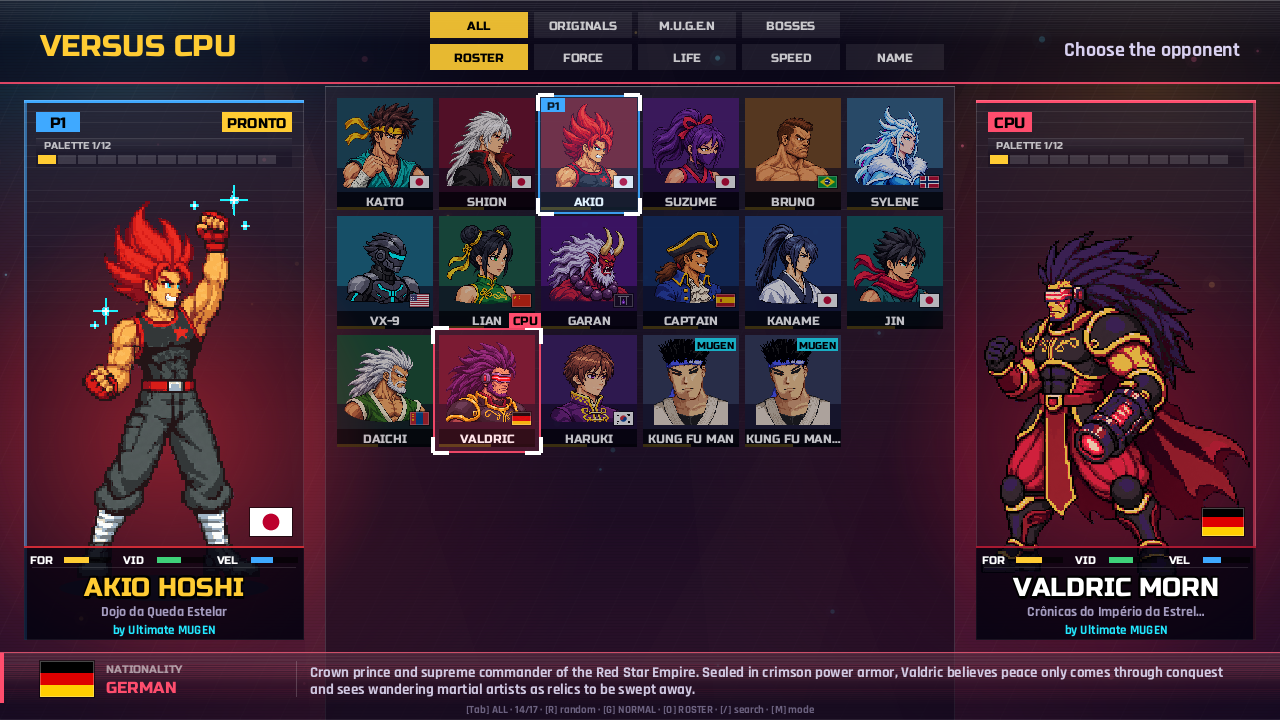 VERSUS CPU
ALL
ORIGINALS
M.U.G.E.N
BOSSES
ROSTER
FORCE
LIFE
SPEED
NAME
Choose the opponent
P1
PRONTO
PALETTE 1/12
FOR
VID
VEL
AKIO HOSHI
Dojo da Queda Estelar
by Ultimate MUGEN
P1
KAITO
SHION
AKIO
SUZUME
BRUNO
SYLENE
VX-9
LIAN
CPU
GARAN
CAPTAIN
KANAME
JIN
MUGEN
MUGEN
DAICHI
VALDRIC
HARUKI
KUNG FU MAN
KUNG FU MAN...
CPU
PALETTE 1/12
FOR
VID
VEL
VALDRIC MORN
Crônicas do Império da Estrel...
by Ultimate MUGEN
NATIONALITY
GERMAN
Crown prince and supreme commander of the Red Star Empire. Sealed in crimson power armor, Valdric believes peace only comes through conquest
and sees wandering martial artists as relics to be swept away.
[Tab] ALL · 14/17 · [R] random · [G] NORMAL · [O] ROSTER · [/] search · [M] mode